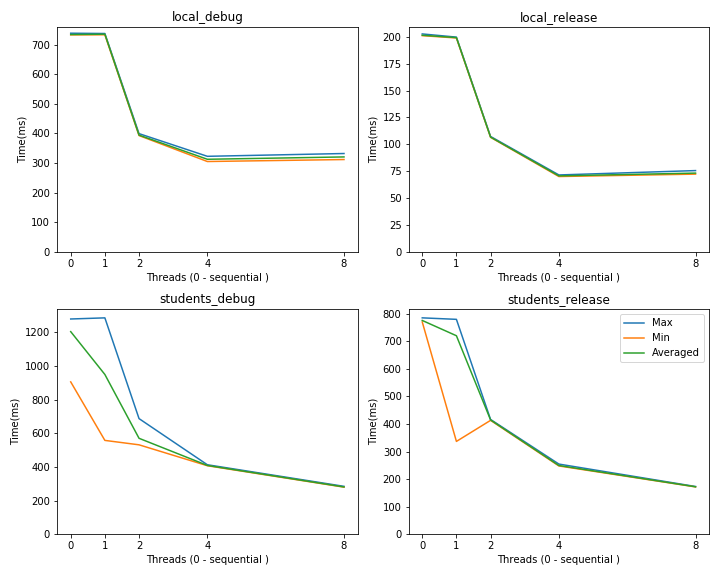 local_debug
Time(ms)
700
600
500
400
300
200
100
0
0 1 2 4 8
Threads (0 - sequential )
local_release
Time(ms)
200
175
150
125
100
75
50
25
0
0 1 2 4 8
Threads (0 - sequential )
students_debug
Time(ms)
1200
1000
800
600
400
200
0
0 1 2 4 8
Threads (0 - sequential )
students_release
Time(ms)
800
700
600
500
400
300
200
100
0
0 1 2 4 8
Threads (0 - sequential )
Max
Min
Averaged